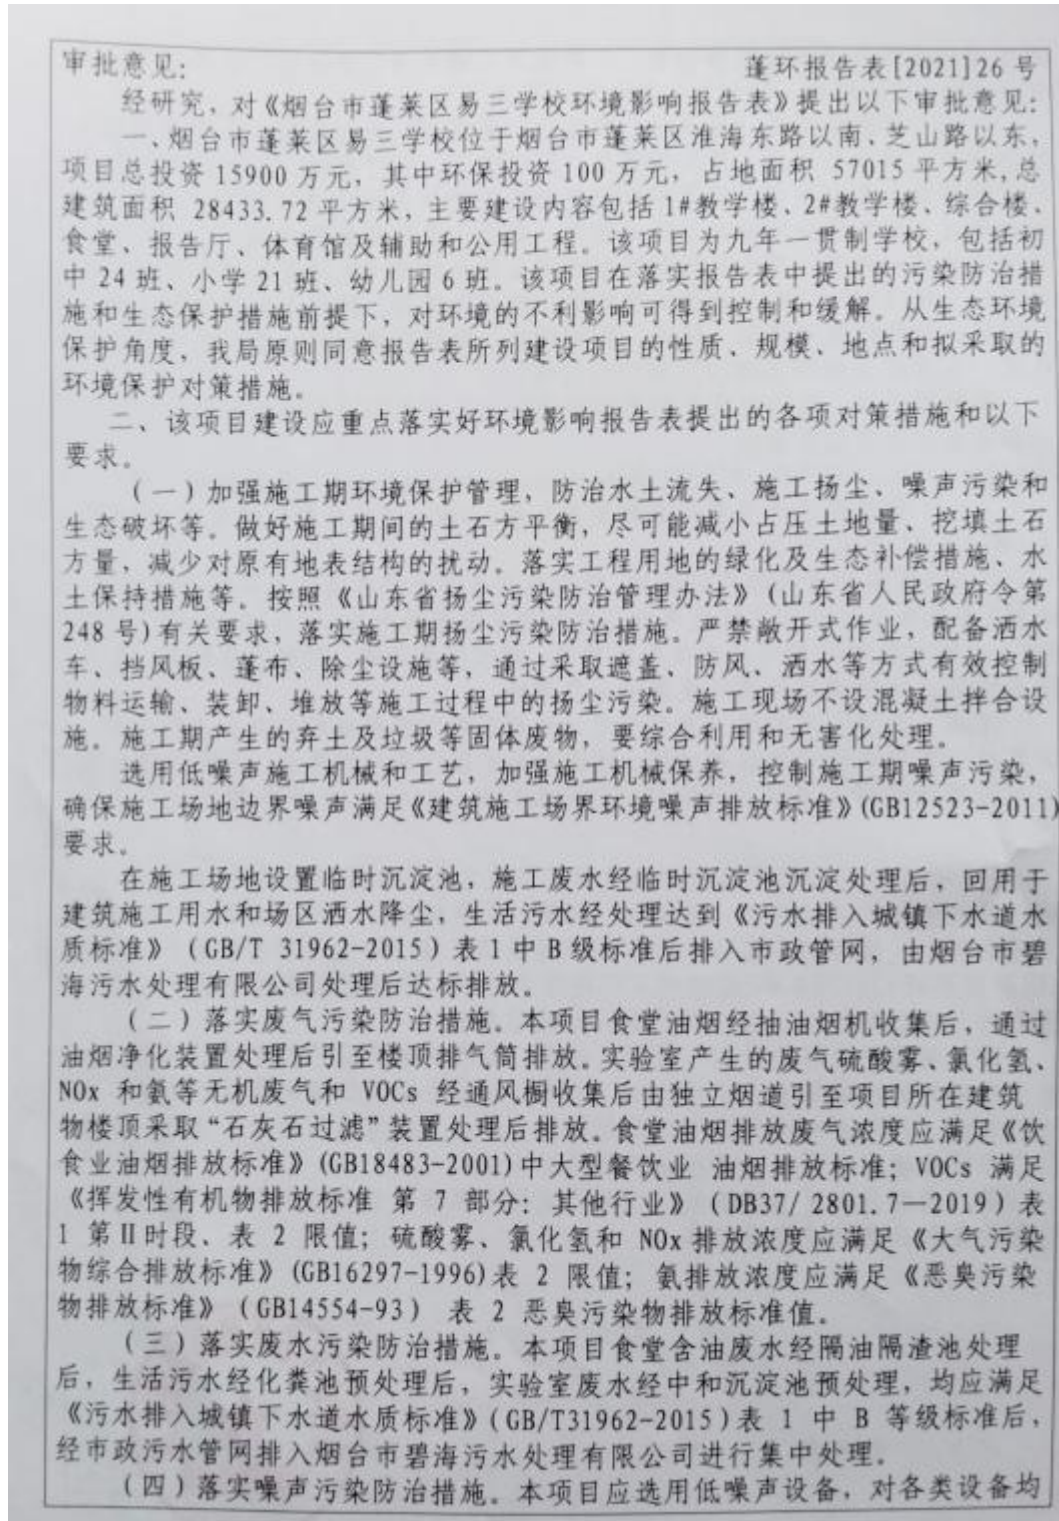 审批意见：	蓬环报告表[2021]26 号
经研究，对《烟台市蓬莱区易三学校环境影响报告表》提出以下审批意见：
一、烟台市蓬莱区易三学校位于烟台市蓬莱区淮海东路以南、芝山路以东，
项目总投资 15900 万元，其中环保投资 100 万元，占地面积 57015 平方米，总
建筑面积 28433.72 平方米，主要建设内容包括 1#教学楼、2#教学楼、综合楼、
食堂、报告厅、体育馆及辅助和公用工程。该项目为九年一贯制学校，包括初
中 24 班、小学 21 班、幼儿园 6 班。该项目在落实报告表中提出的污染防治措
施和生态保护措施前提下，对环境的不利影响可得到控制和缓解。从生态环境
保护角度，我局原则同意报告表所列建设项目的性质、规模、地点和拟采取的
环境保护对策措施。
二、该项目建设应重点落实好环境影响报告表提出的各项对策措施和以下
要求。
（一）加强施工期环境保护管理，防治水土流失、施工扬尘、噪声污染和
生态破坏等。做好施工期间的土石方平衡，尽可能减小占压土地量、挖填土石
方量，减少对原有地表结构的扰动。落实工程用地的绿化及生态补偿措施、水
土保持措施等。按照《山东省扬尘污染防治管理办法》(山东省人民政府令第
248 号)有关要求，落实施工期扬尘污染防治措施。严禁敞开式作业，配备洒水
车、挡风板、蓬布、除尘设施等，通过采取遮盖、防风、洒水等方式有效控制
物料运输、装卸、堆放等施工过程中的扬尘污染。施工现场不设混凝土拌合设
施。施工期产生的弃土及垃圾等固体废物，要综合利用和无害化处理。
选用低噪声施工机械和工艺，加强施工机械保养，控制施工期噪声污染，
确保施工场地边界噪声满足《建筑施工场界环境噪声排放标准》(GB12523-2011)
要求。
在施工场地设置临时沉淀池，施工废水经临时沉淀池沉淀处理后，回用于
建筑施工用水和场区洒水降尘，生活污水经处理达到《污水排入城镇下水道水
质标准》（GB/T 31962-2015）表 1 中 B 级标准后排入市政管网，由烟台市碧
海污水处理有限公司处理后达标排放。
（二）落实废气污染防治措施。本项目食堂油烟经抽油烟机收集后，通过
油烟净化装置处理后引至楼顶排气筒排放。实验室产生的废气硫酸雾、氯化氢、
NOx 和氨等无机废气和 VOCs 经通风橱收集后由独立烟道引至项目所在建筑
物楼顶采取“石灰石过滤”装置处理后排放。食堂油烟排放废气浓度应满足《饮
食业油烟排放标准》(GB18483-2001)中大型餐饮业 油烟排放标准；VOCs 满足
《挥发性有机物排放标准 第 7 部分：其他行业》（DB37/ 2801.7—2019）表
1 第Ⅱ时段、表 2 限值；硫酸雾、氯化氢和 NOx 排放浓度应满足《大气污染
物综合排放标准》(GB16297-1996)表 2 限值；氨排放浓度应满足《恶臭污染
物排放标准》（GB14554-93） 表 2 恶臭污染物排放标准值。
（三）落实废水污染防治措施。本项目食堂含油废水经隔油隔渣池处理
后，生活污水经化粪池预处理后，实验室废水经中和沉淀池预处理，均应满足
《污水排入城镇下水道水质标准》(GB/T31962-2015)表 1 中 B 等级标准后，
经市政污水管网排入烟台市碧海污水处理有限公司进行集中处理。
（四）落实噪声污染防治措施。本项目应选用低噪声设备，对各类设备均